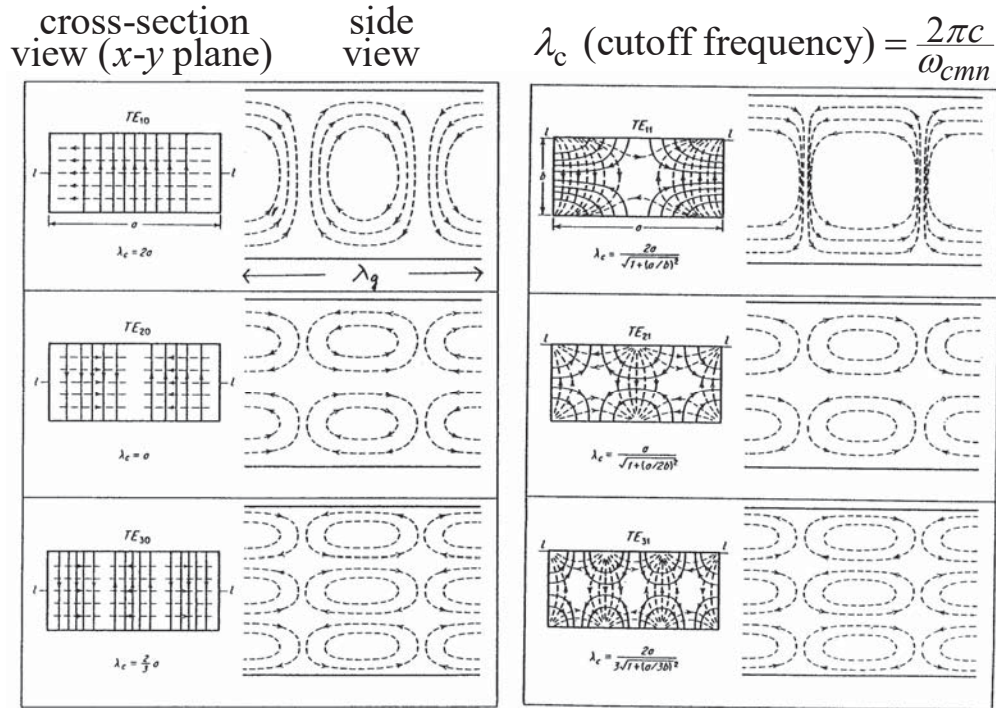 cross-section
view (x-y plane)
side
view
λc (cutoff frequency) = 2πc / ωcmn
TE10
l
l
a
λc = 2a
λg
TE20
l
l
λc = a
TE30
l
l
λc = 2/3 a
TE11
l
l
b
a
λc = 2a / √1+(a/b)²
TE21
l
l
λc = a / √1+(a/2b)²
TE31
l
l
λc = 2a / 3√1+(a/3b)²